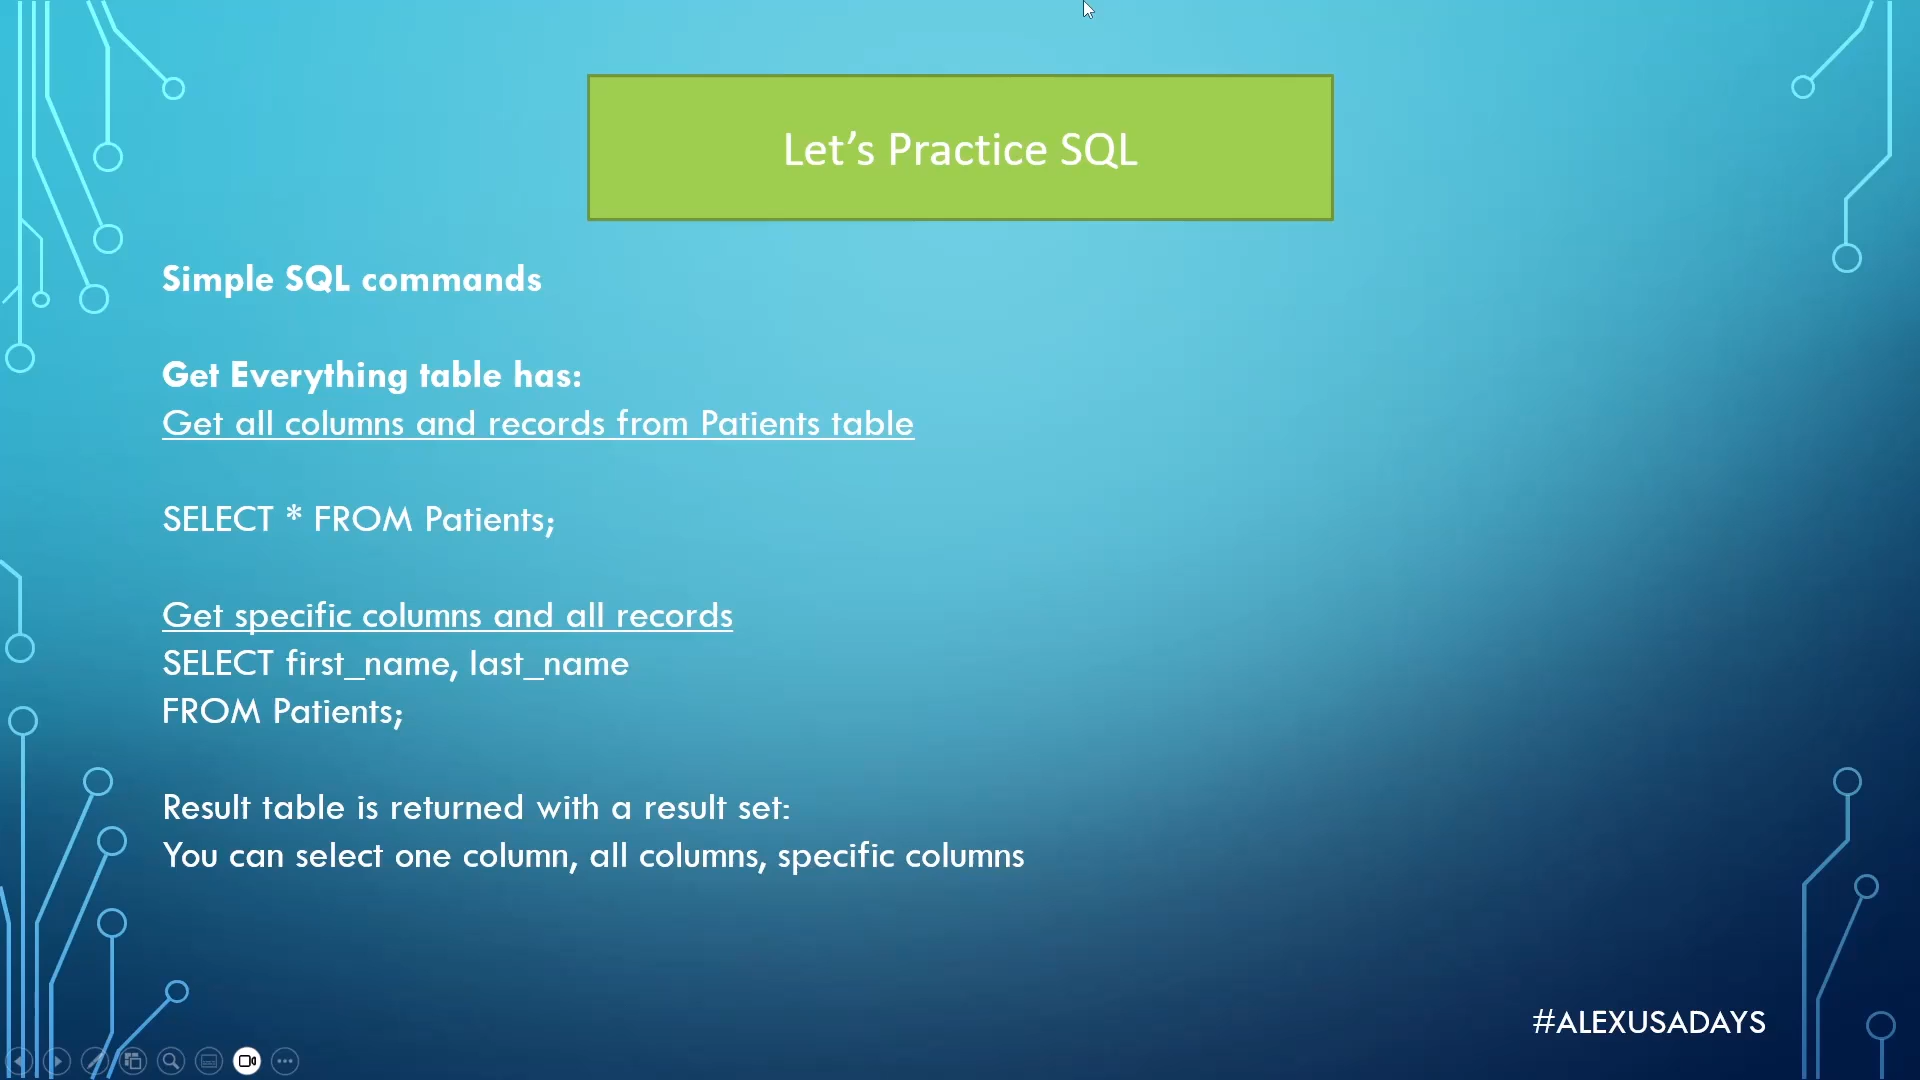 Let’s Practice SQL
Simple SQL commands
Get Everything table has:
Get all columns and records from Patients table
SELECT * FROM Patients;
Get specific columns and all records
SELECT first_name, last_name
FROM Patients;
Result table is returned with a result set:
You can select one column, all columns, specific columns
#ALEXUSADAYS